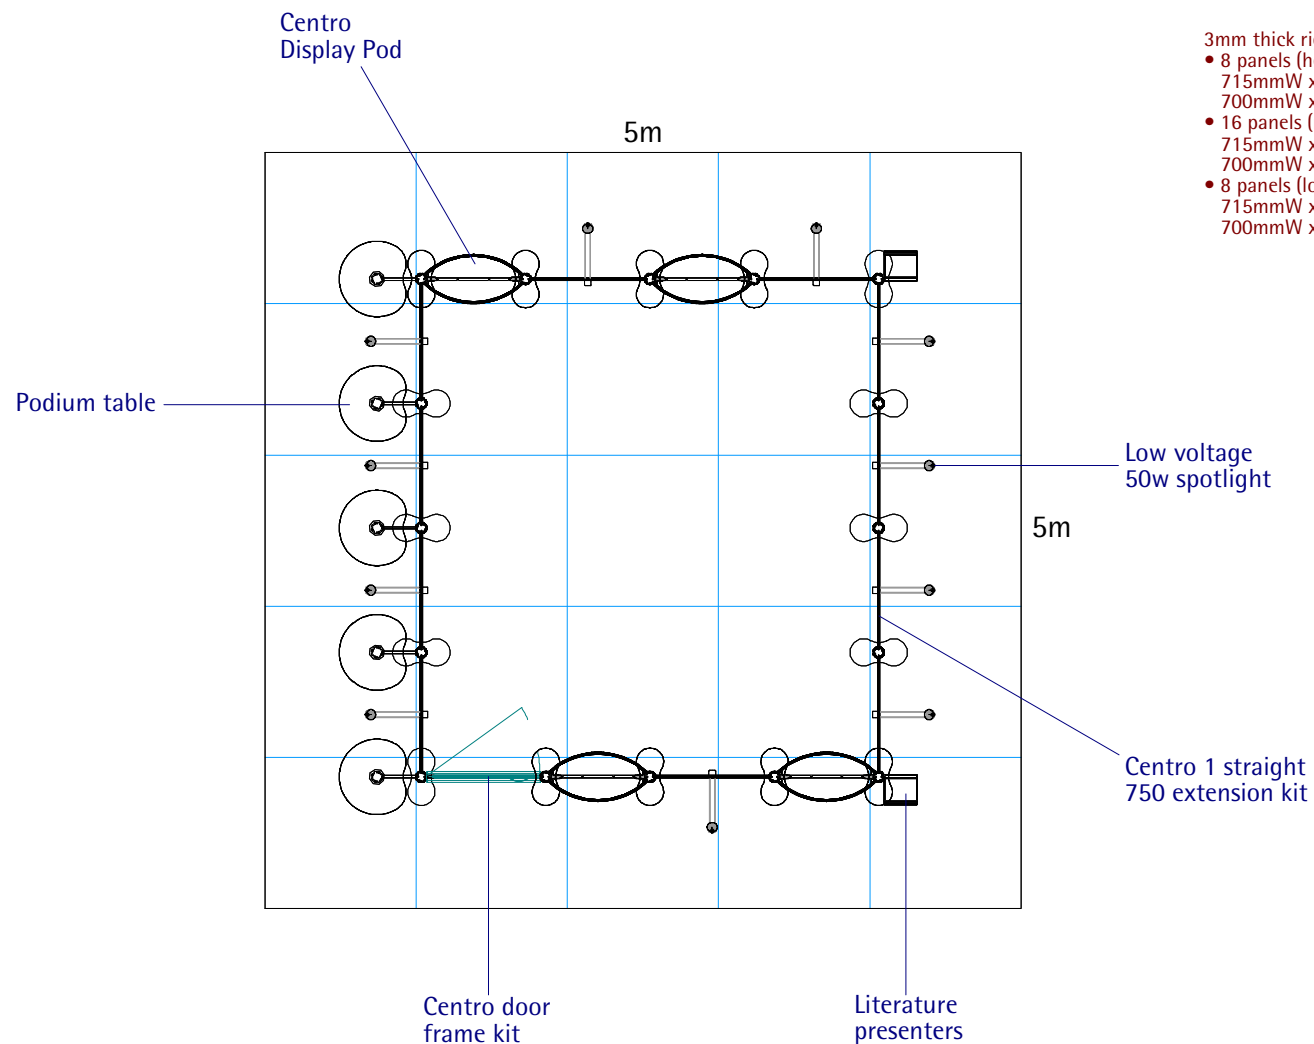 Centro
Display Pod
3mm thick
• 8 panels
715mmW x
700mmW x
• 16 panels
715mmW x
700mmW x
• 8 panels
715mmW x
700mmW x
5m
Podium table
Low voltage
50w spotlight
5m
Centro 1 straight
750 extension kit
Centro door
frame kit
Literature
presenters